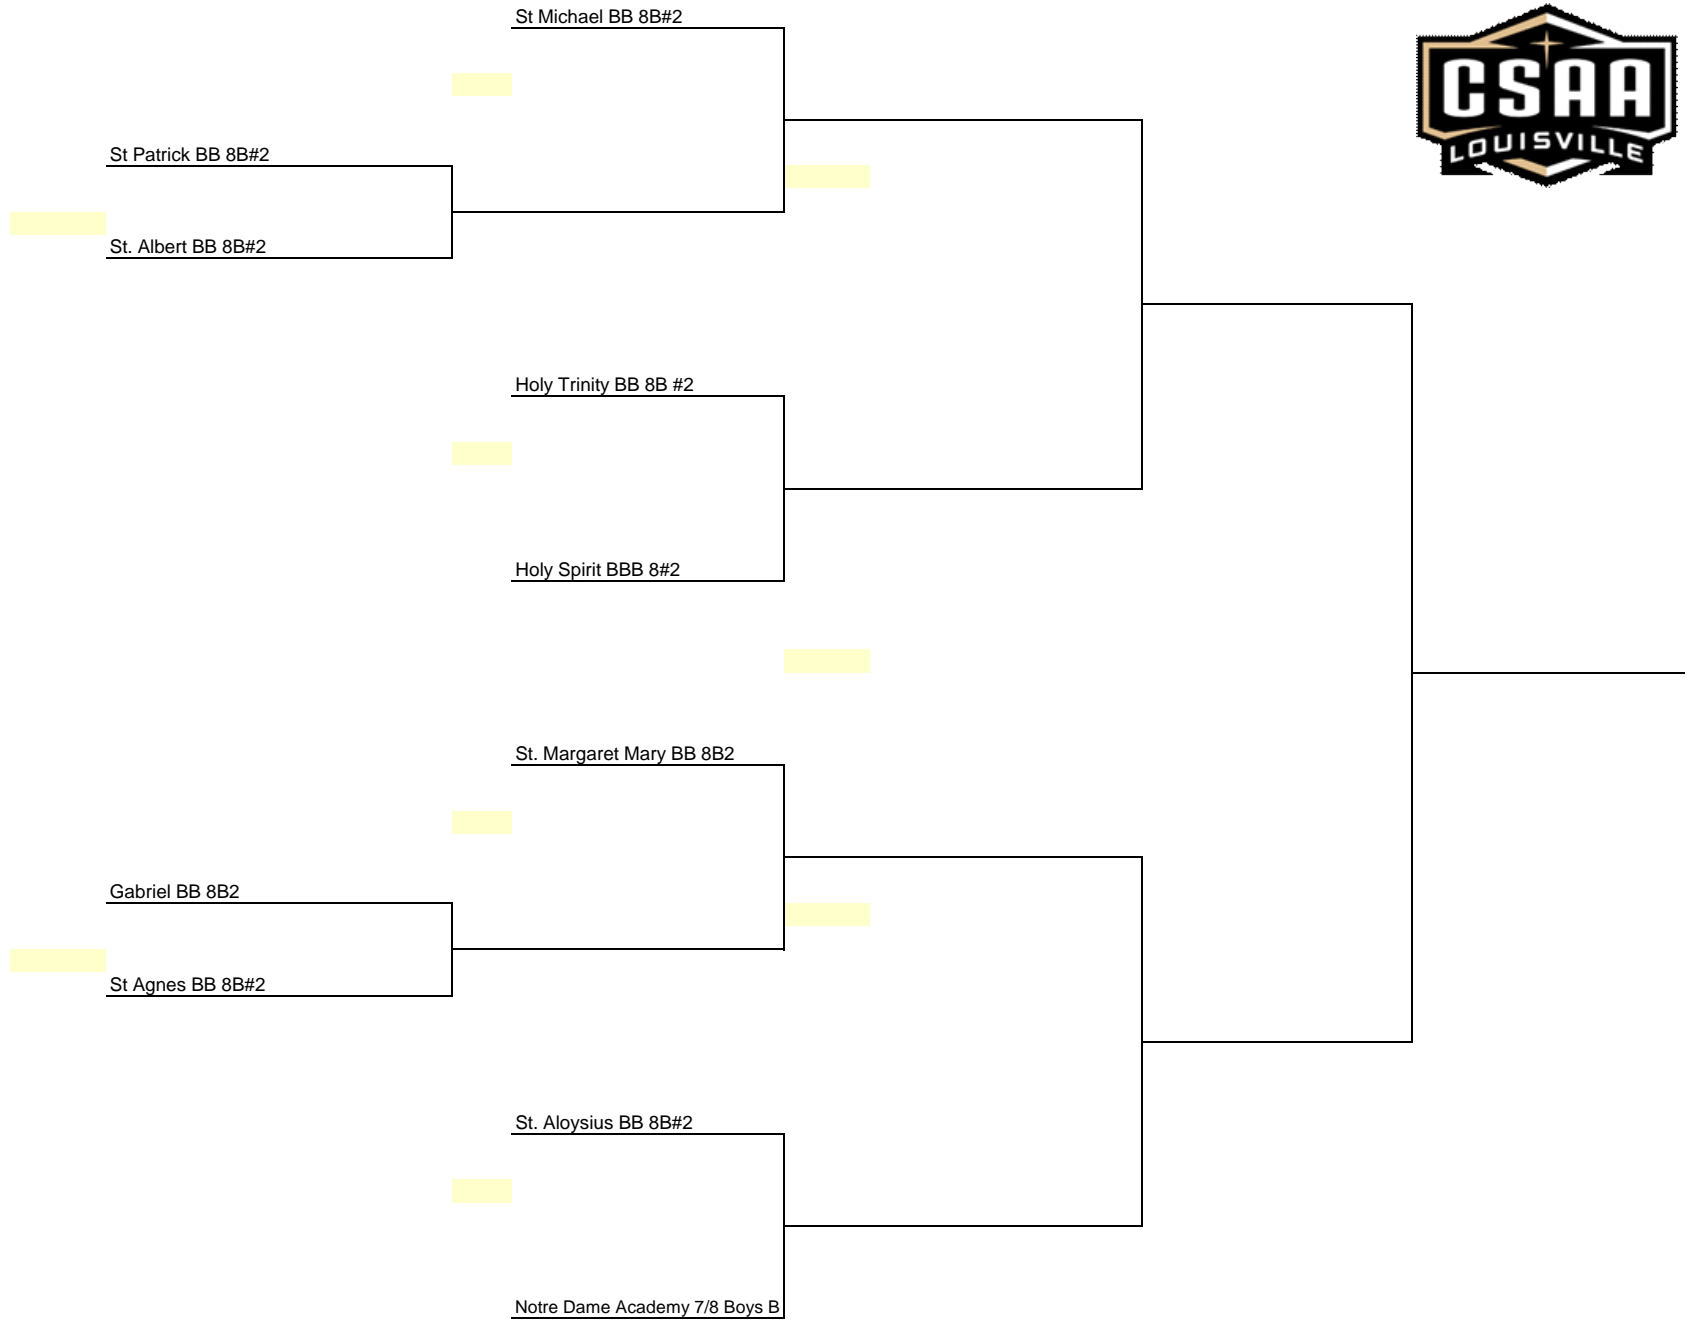 St Michael BB 8B#2
CSAA
LOUISVILLE
St Patrick BB 8B#2
St. Albert BB 8B#2
Holy Trinity BB 8B #2
Holy Spirit BBB 8#2
St. Margaret Mary BB 8B2
Gabriel BB 8B2
St Agnes BB 8B#2
St. Aloysius BB 8B#2
Notre Dame Academy 7/8 Boys B